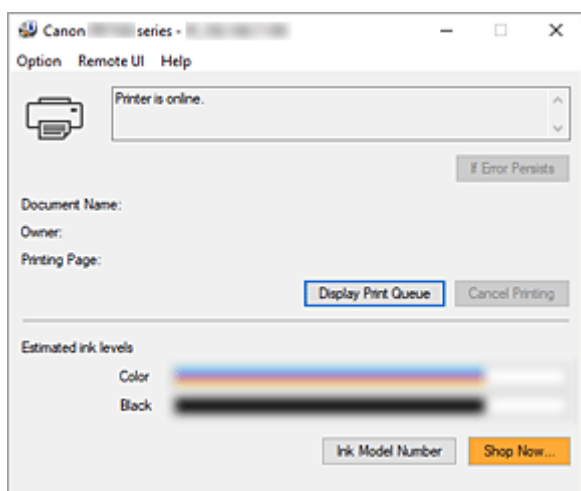 Canon series -
Option Remote UI Help
Printer is online.
If Error Persists
Document Name:
Owner:
Printing Page:
Display Print Queue Cancel Printing
Estimated ink levels
Color
Black
Ink Model Number Shop Now...